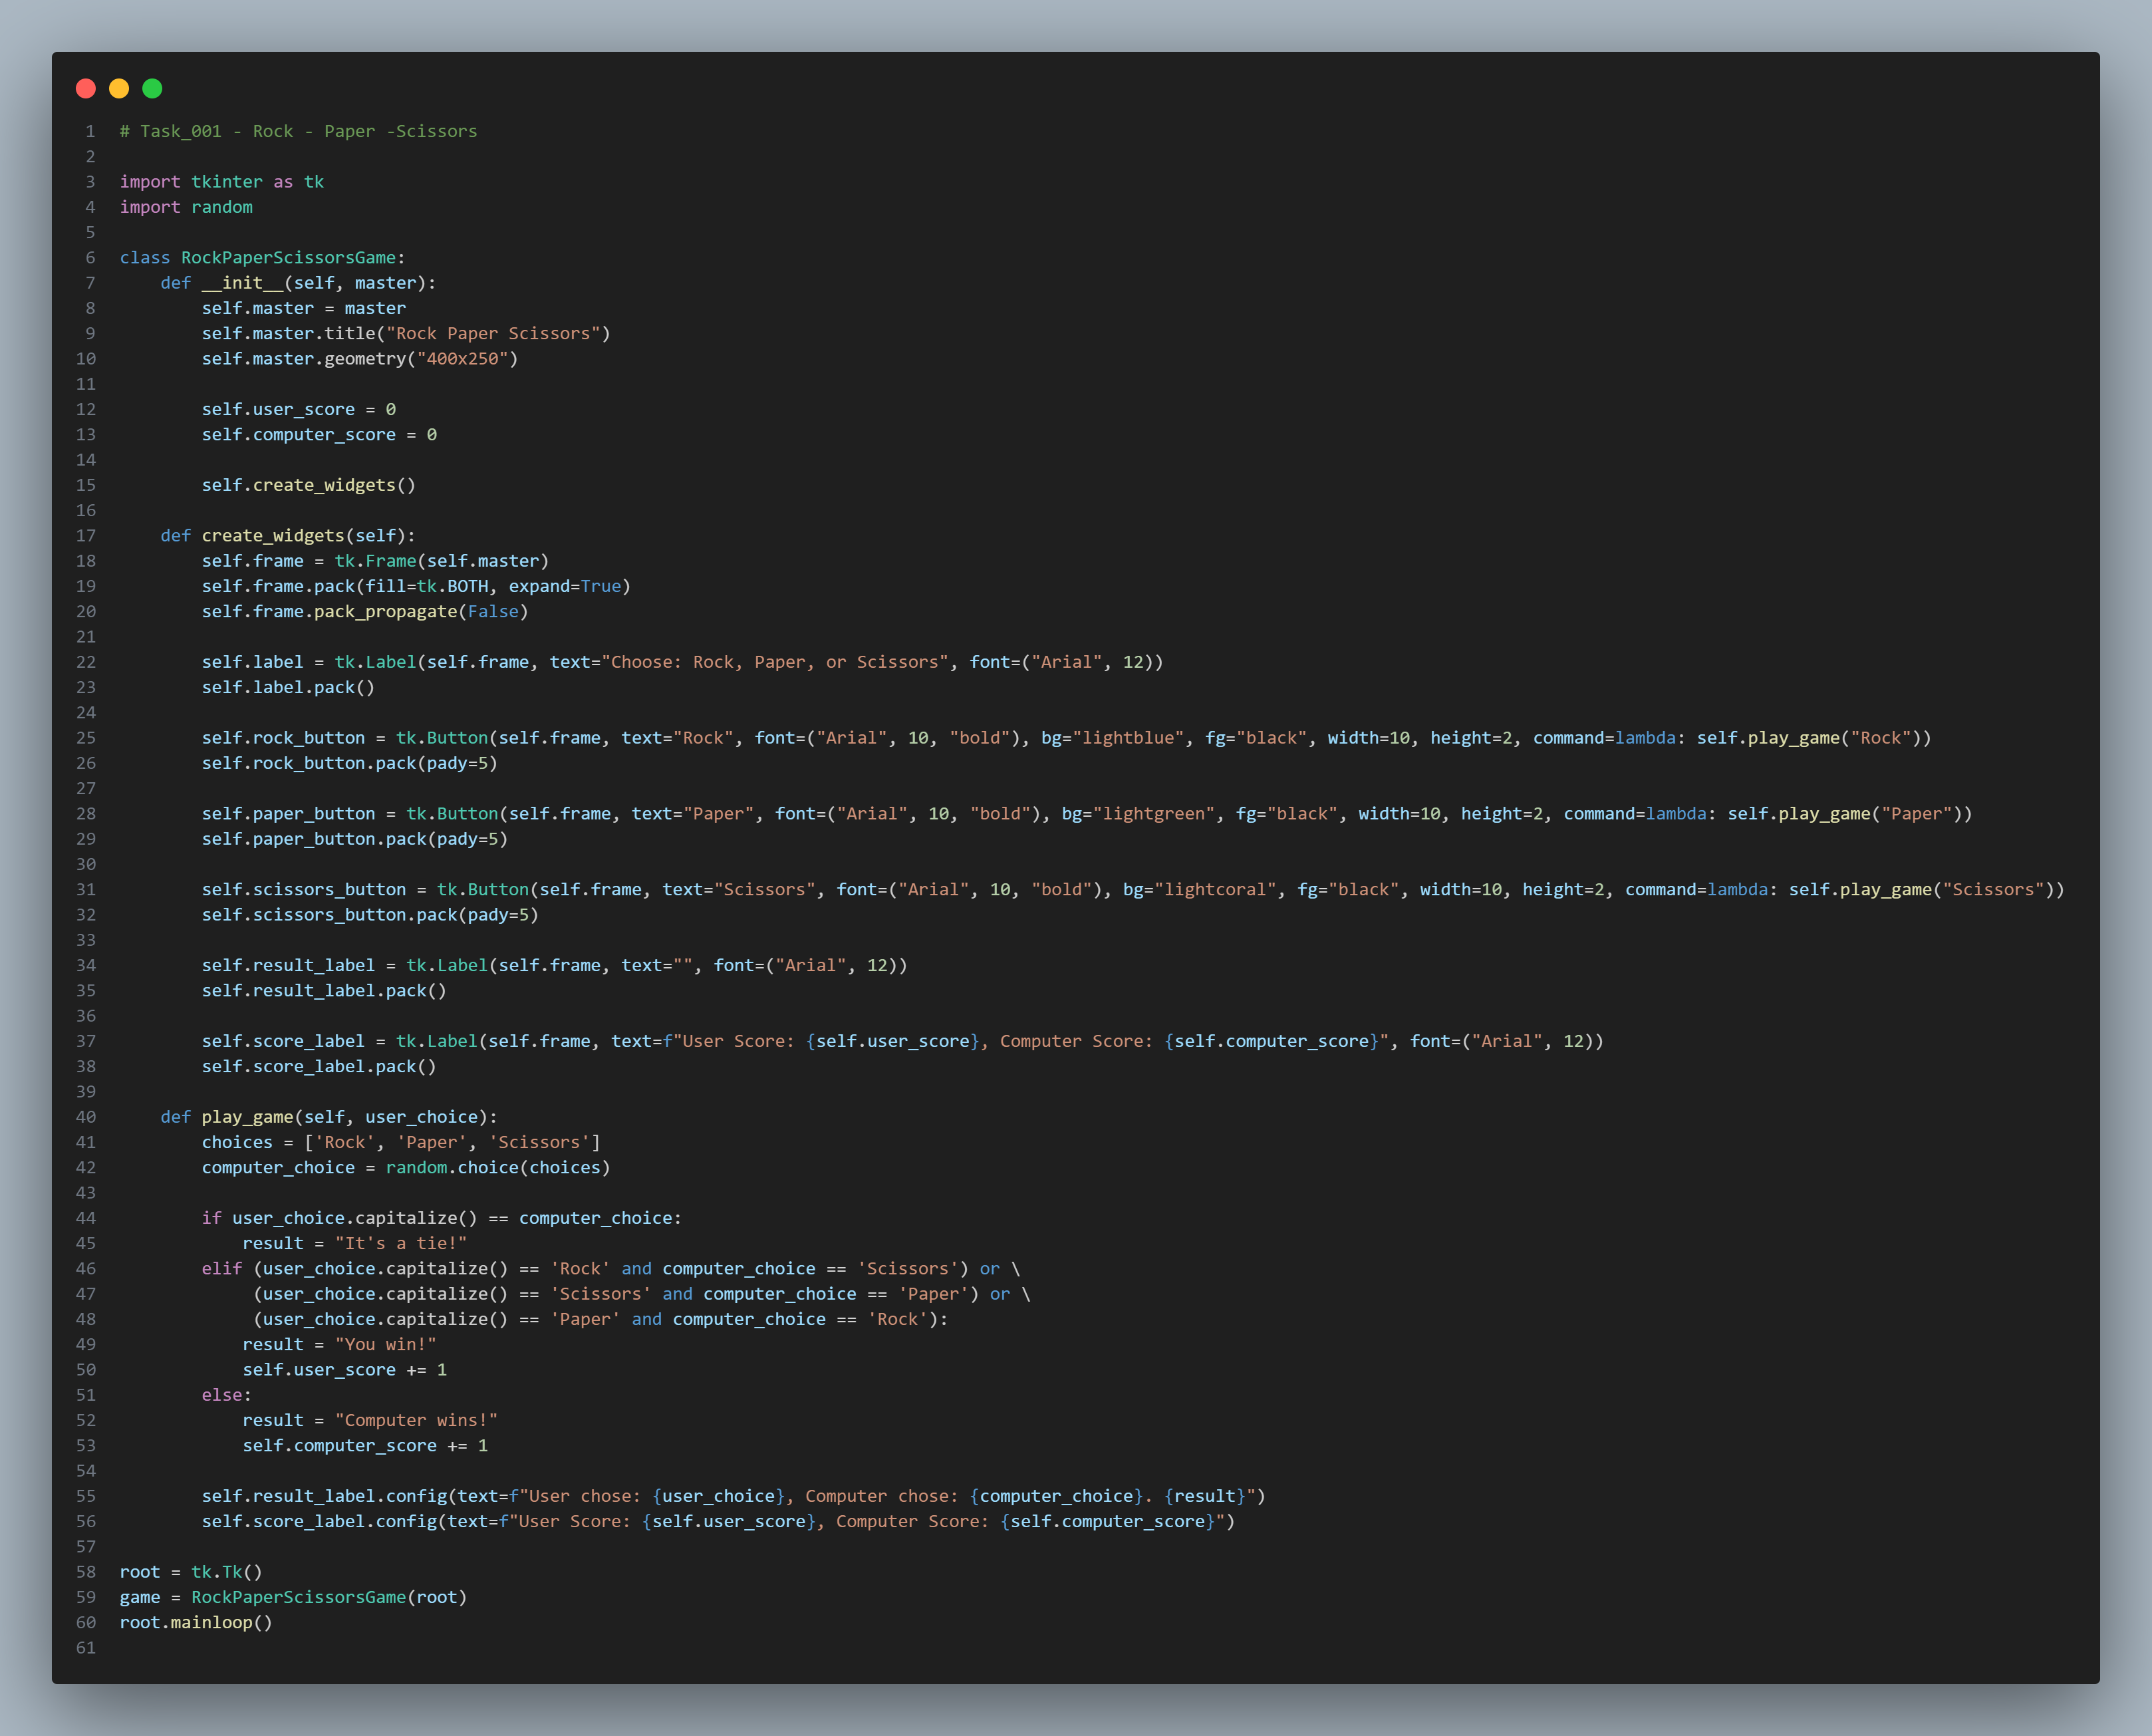 1 # Task_001 - Rock - Paper -Scissors
2
3 import tkinter as tk
4 import random
5
6 class RockPaperScissorsGame:
7     def __init__(self, master):
8         self.master = master
9         self.master.title("Rock Paper Scissors")
10         self.master.geometry("400x250")
11
12         self.user_score = 0
13         self.computer_score = 0
14
15         self.create_widgets()
16
17     def create_widgets(self):
18         self.frame = tk.Frame(self.master)
19         self.frame.pack(fill=tk.BOTH, expand=True)
20         self.frame.pack_propagate(False)
21
22         self.label = tk.Label(self.frame, text="Choose: Rock, Paper, or Scissors", font=("Arial", 12))
23         self.label.pack()
24
25         self.rock_button = tk.Button(self.frame, text="Rock", font=("Arial", 10, "bold"), bg="lightblue", fg="black", width=10, height=2, command=lambda: self.play_game("Rock"))
26         self.rock_button.pack(pady=5)
27
28         self.paper_button = tk.Button(self.frame, text="Paper", font=("Arial", 10, "bold"), bg="lightgreen", fg="black", width=10, height=2, command=lambda: self.play_game("Paper"))
29         self.paper_button.pack(pady=5)
30
31         self.scissors_button = tk.Button(self.frame, text="Scissors", font=("Arial", 10, "bold"), bg="lightcoral", fg="black", width=10, height=2, command=lambda: self.play_game("Scissors"))
32         self.scissors_button.pack(pady=5)
33
34         self.result_label = tk.Label(self.frame, text="", font=("Arial", 12))
35         self.result_label.pack()
36
37         self.score_label = tk.Label(self.frame, text=f"User Score: {self.user_score}, Computer Score: {self.computer_score}", font=("Arial", 12))
38         self.score_label.pack()
39
40     def play_game(self, user_choice):
41         choices = ['Rock', 'Paper', 'Scissors']
42         computer_choice = random.choice(choices)
43
44         if user_choice.capitalize() == computer_choice:
45             result = "It's a tie!"
46         elif (user_choice.capitalize() == 'Rock' and computer_choice == 'Scissors') or \
47              (user_choice.capitalize() == 'Scissors' and computer_choice == 'Paper') or \
48              (user_choice.capitalize() == 'Paper' and computer_choice == 'Rock'):
49             result = "You win!"
50             self.user_score += 1
51         else:
52             result = "Computer wins!"
53             self.computer_score += 1
54
55         self.result_label.config(text=f"User chose: {user_choice}, Computer chose: {computer_choice}. {result}")
56         self.score_label.config(text=f"User Score: {self.user_score}, Computer Score: {self.computer_score}")
57
58 root = tk.Tk()
59 game = RockPaperScissorsGame(root)
60 root.mainloop()
61